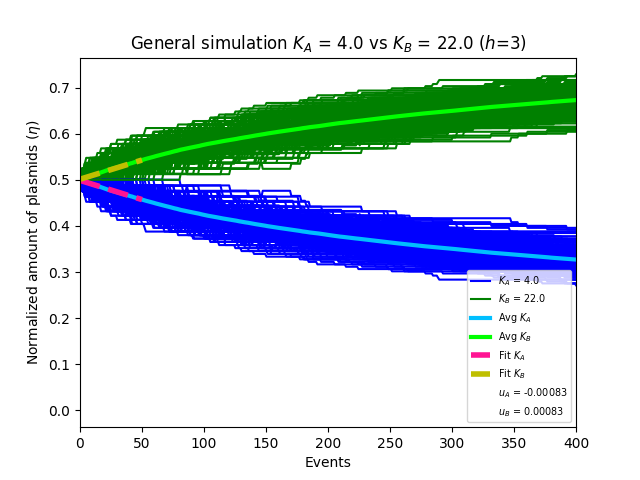 General simulation K_A = 4.0 vs K_B = 22.0 (h=3)
Normalized amount of plasmids (η)
0.7
0.6
0.5
0.4
0.3
0.2
0.1
0.0
K_A = 4.0
K_B = 22.0
Avg K_A
Avg K_B
Fit K_A
Fit K_B
u_A = -0.00083
u_B = 0.00083
0 50 100 150 200 250 300 350 400
Events